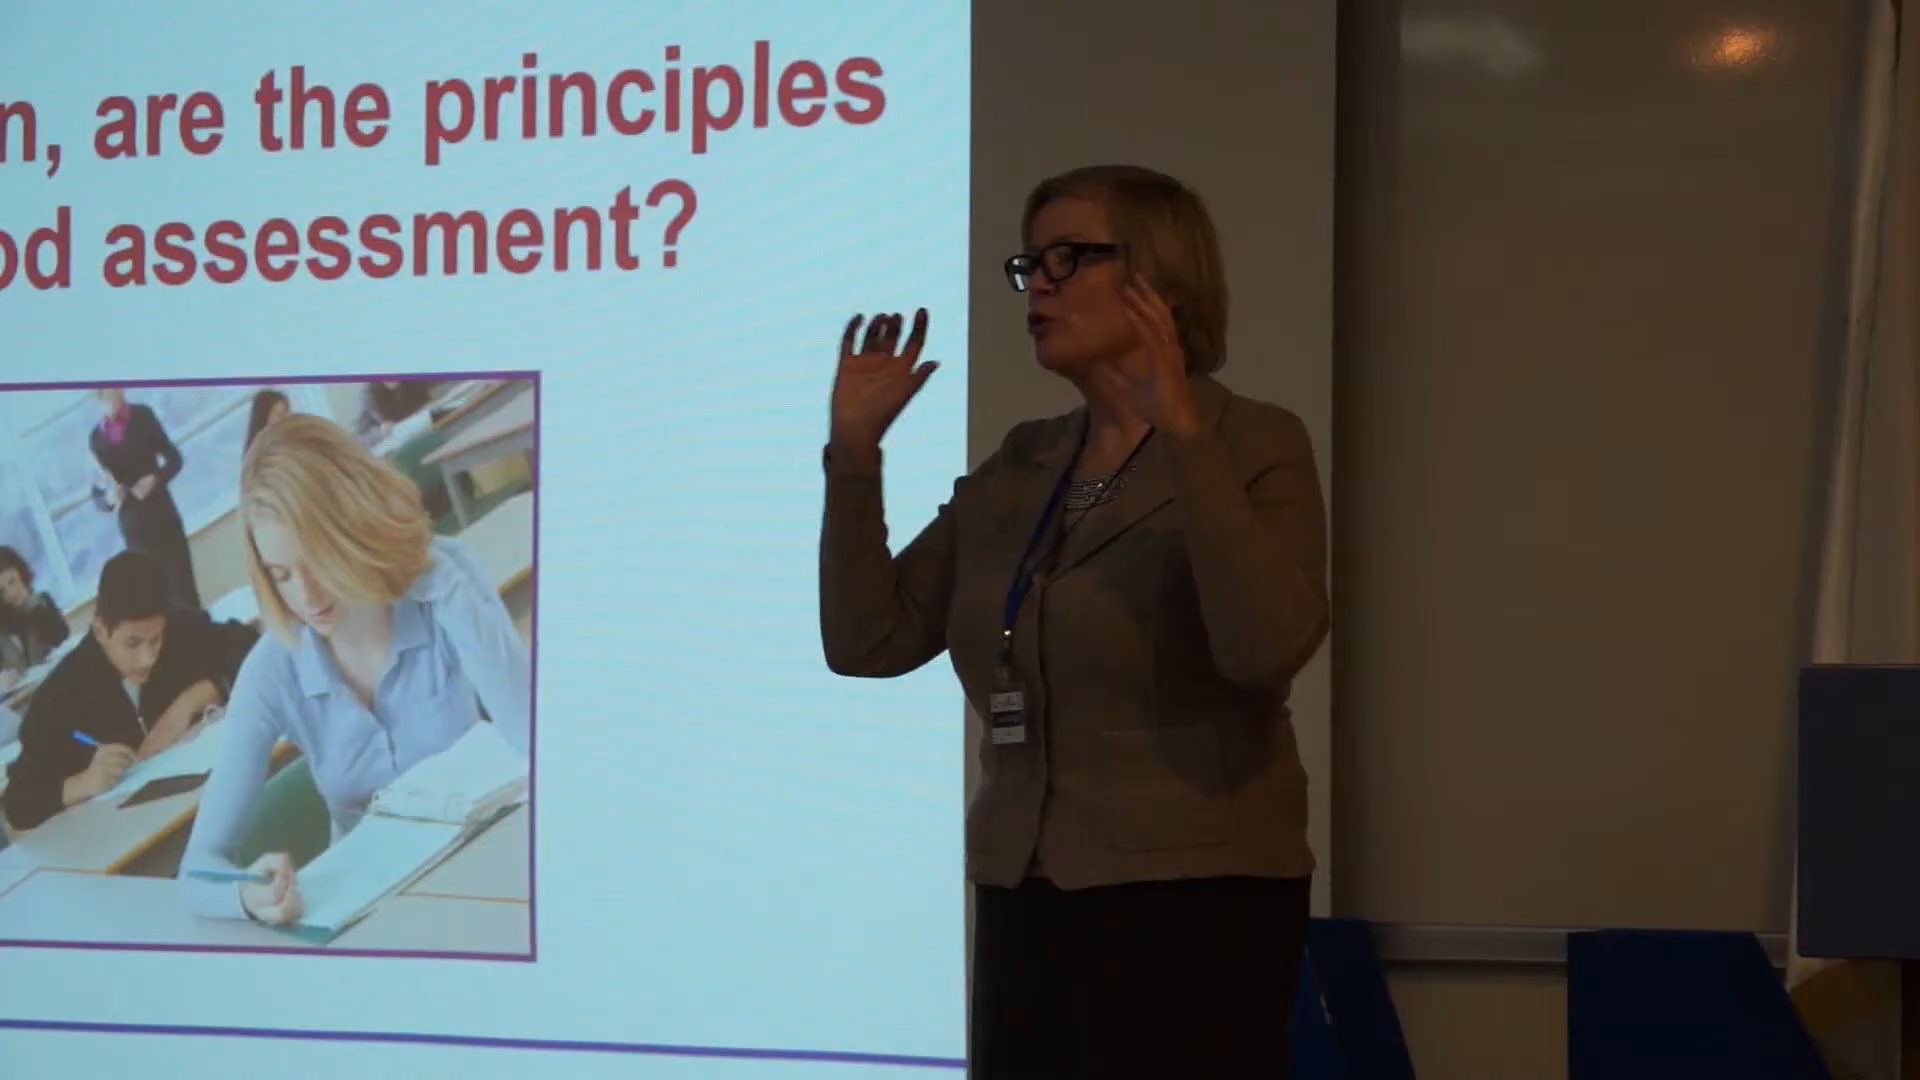 n, are the principles
od assessment?